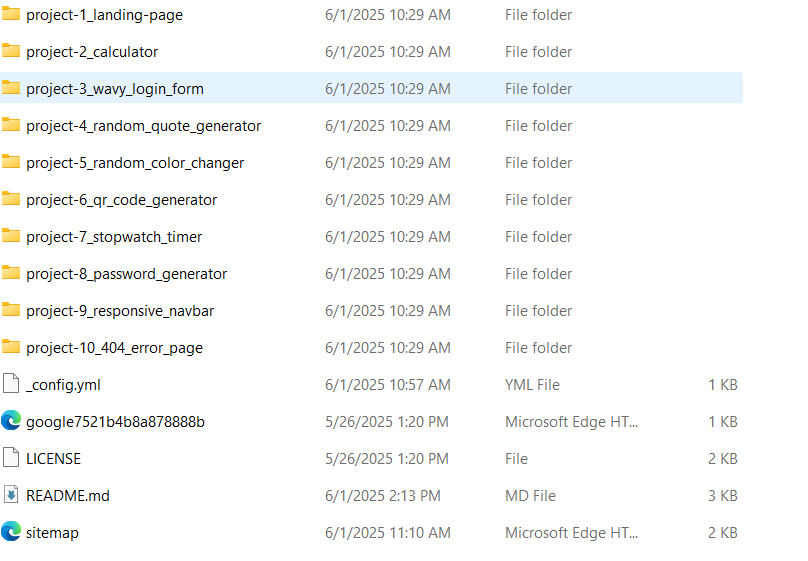 project-1_landing-page 6/1/2025 10:29 AM File folder
project-2_calculator 6/1/2025 10:29 AM File folder
project-3_wavy_login_form 6/1/2025 10:29 AM File folder
project-4_random_quote_generator 6/1/2025 10:29 AM File folder
project-5_random_color_changer 6/1/2025 10:29 AM File folder
project-6_qr_code_generator 6/1/2025 10:29 AM File folder
project-7_stopwatch_timer 6/1/2025 10:29 AM File folder
project-8_password_generator 6/1/2025 10:29 AM File folder
project-9_responsive_navbar 6/1/2025 10:29 AM File folder
project-10_404_error_page 6/1/2025 10:29 AM File folder
_config.yml 6/1/2025 10:57 AM YML File 1 KB
google7521b4b8a878888b 5/26/2025 1:20 PM Microsoft Edge HT... 1 KB
LICENSE 5/26/2025 1:20 PM File 2 KB
README.md 6/1/2025 2:13 PM MD File 3 KB
sitemap 6/1/2025 11:10 AM Microsoft Edge HT... 2 KB